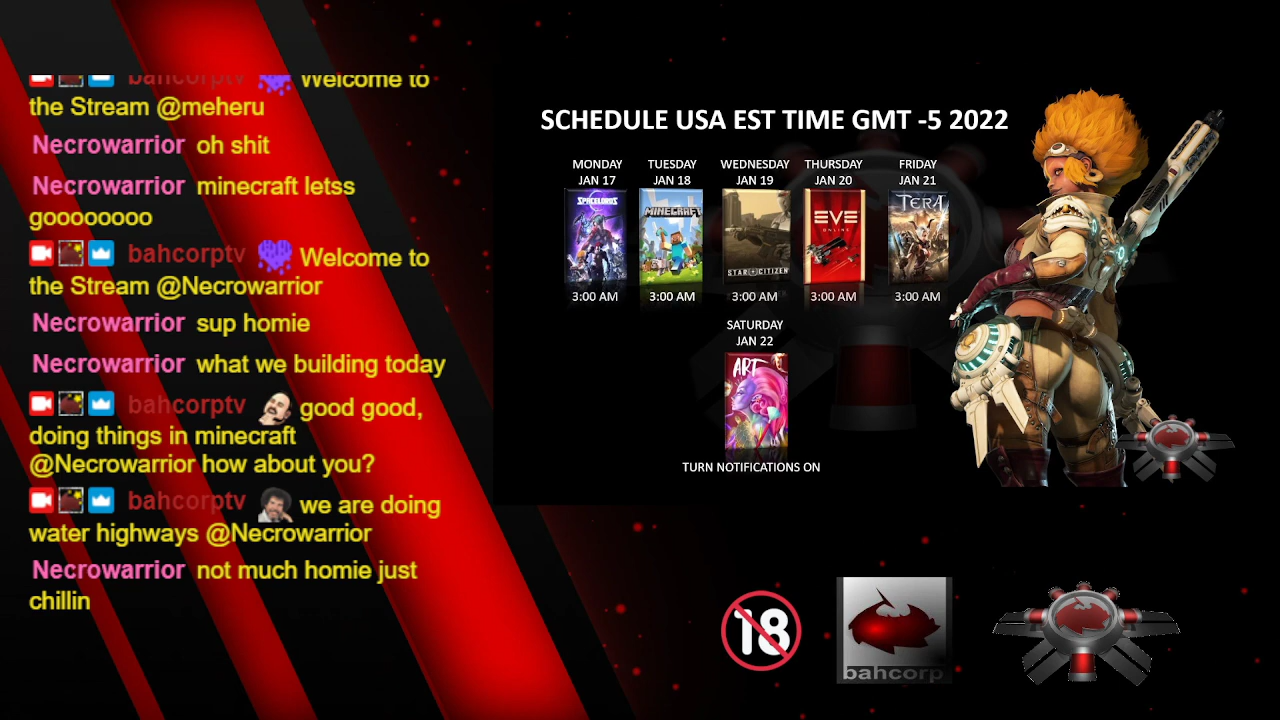 bahcorptv Welcome to
the Stream @meheru
Necrowarrior oh shit
Necrowarrior minecraft letss
gooooooooo
bahcorptv Welcome to
the Stream @Necrowarrior
Necrowarrior sup homie
Necrowarrior what we building today
bahcorptv good good,
doing things in minecraft
@Necrowarrior how about you?
bahcorptv we are doing
water highways @Necrowarrior
Necrowarrior not much homie just
chillin
SCHEDULE USA EST TIME GMT -5 2022
MONDAY TUESDAY WEDNESDAY THURSDAY FRIDAY
JAN 17 JAN 18 JAN 19 JAN 20 JAN 21
SPACELORDS MINECRAFT STAR CITIZEN EVE ONLINE TERA
3:00 AM 3:00 AM 3:00 AM 3:00 AM 3:00 AM
SATURDAY
JAN 22
ART
TURN NOTIFICATIONS ON
18
bahcorp